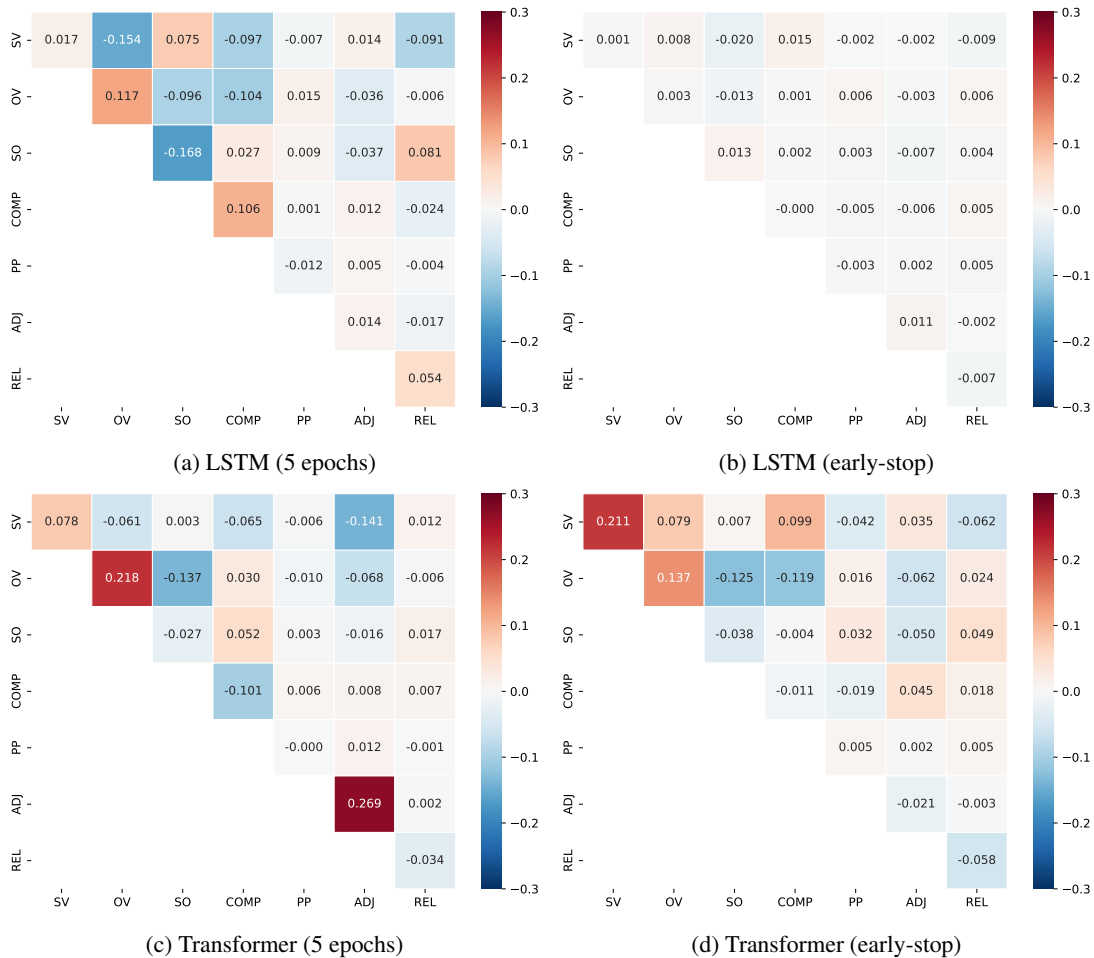 SV 0.017 -0.154 0.075 -0.097 -0.007 0.014 -0.091
OV 0.117 -0.096 -0.104 0.015 -0.036 -0.006
SO -0.168 0.027 0.009 -0.037 0.081
COMP 0.106 0.001 0.012 -0.024
PP -0.012 0.005 -0.004
ADJ 0.014 -0.017
REL 0.054
SV OV SO COMP PP ADJ REL
0.3
0.2
0.1
0.0
−0.1
−0.2
−0.3
(a) LSTM (5 epochs)
SV 0.001 0.008 -0.020 0.015 -0.002 -0.002 -0.009
OV 0.003 -0.013 0.001 0.006 -0.003 0.006
SO 0.013 0.002 0.003 -0.007 0.004
COMP -0.000 -0.005 -0.006 0.005
PP -0.003 0.002 0.005
ADJ 0.011 -0.002
REL -0.007
SV OV SO COMP PP ADJ REL
0.3
0.2
0.1
0.0
−0.1
−0.2
−0.3
(b) LSTM (early-stop)
SV 0.078 -0.061 0.003 -0.065 -0.006 -0.141 0.012
OV 0.218 -0.137 0.030 -0.010 -0.068 -0.006
SO -0.027 0.052 0.003 -0.016 0.017
COMP -0.101 0.006 0.008 0.007
PP -0.000 0.012 -0.001
ADJ 0.269 0.002
REL -0.034
SV OV SO COMP PP ADJ REL
0.3
0.2
0.1
0.0
−0.1
−0.2
−0.3
(c) Transformer (5 epochs)
SV 0.211 0.079 0.007 0.099 -0.042 0.035 -0.062
OV 0.137 -0.125 -0.119 0.016 -0.062 0.024
SO -0.038 -0.004 0.032 -0.050 0.049
COMP -0.011 -0.019 0.045 0.018
PP 0.005 0.002 0.005
ADJ -0.021 -0.003
REL -0.058
SV OV SO COMP PP ADJ REL
0.3
0.2
0.1
0.0
−0.1
−0.2
−0.3
(d) Transformer (early-stop)